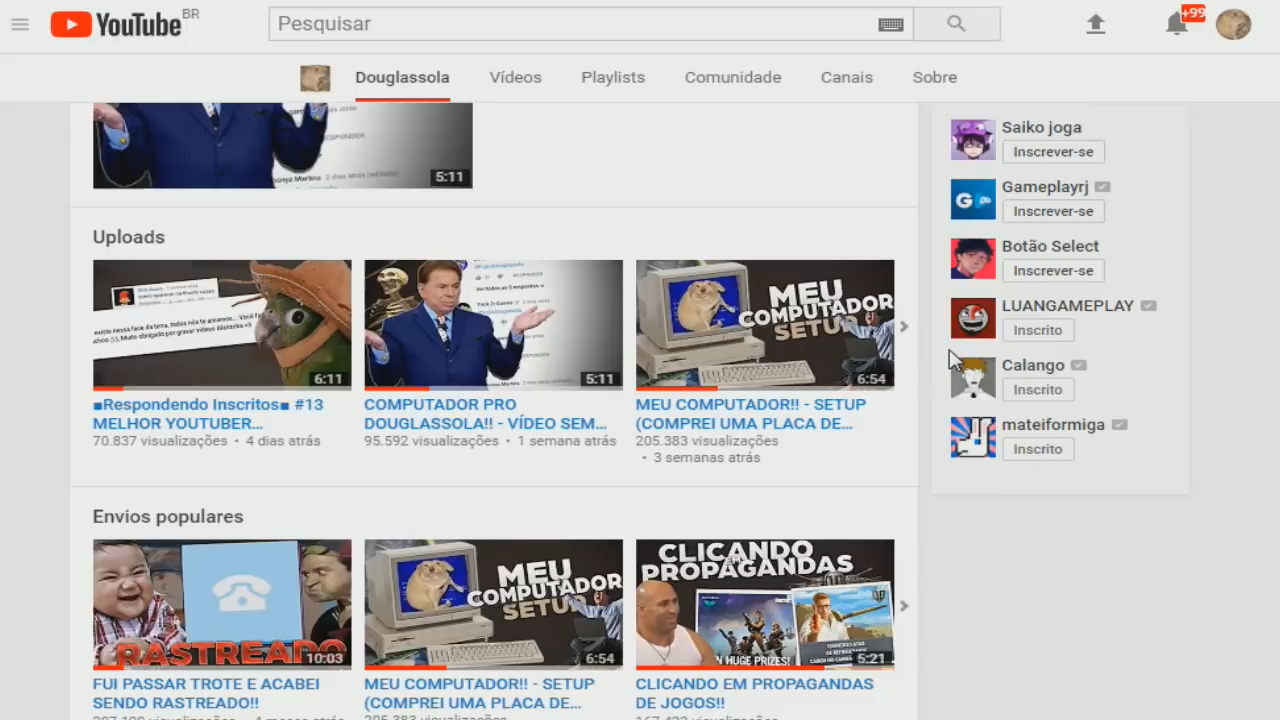 YouTube BR
Pesquisar
+99
Douglassola Vídeos Playlists Comunidade Canais Sobre
5:11
Saiko joga
Inscrever-se
Gameplayrj
Inscrever-se
Botão Select
Inscrever-se
LUANGAMEPLAY
Inscrito
Calango
Inscrito
mateiformiga
Inscrito
Uploads
6:11
5:11
MEU
COMPUTADOR
SETUP
6:54
■Respondendo Inscritos■ #13
MELHOR YOUTUBER...
70.837 visualizações • 4 dias atrás
COMPUTADOR PRO
DOUGLASSOLA!! - VÍDEO SEM...
95.592 visualizações • 1 semana atrás
MEU COMPUTADOR!! - SETUP
(COMPREI UMA PLACA DE...
205.383 visualizações
• 3 semanas atrás
Envios populares
RASTREADO
10:03
MEU
COMPUTADOR
SETUP
6:54
CLICANDO
EM
PROPAGANDAS
N HUGE PRIZES!
5:21
FUI PASSAR TROTE E ACABEI
SENDO RASTREADO!!
MEU COMPUTADOR!! - SETUP
(COMPREI UMA PLACA DE...
205.383 visualizações
CLICANDO EM PROPAGANDAS
DE JOGOS!!